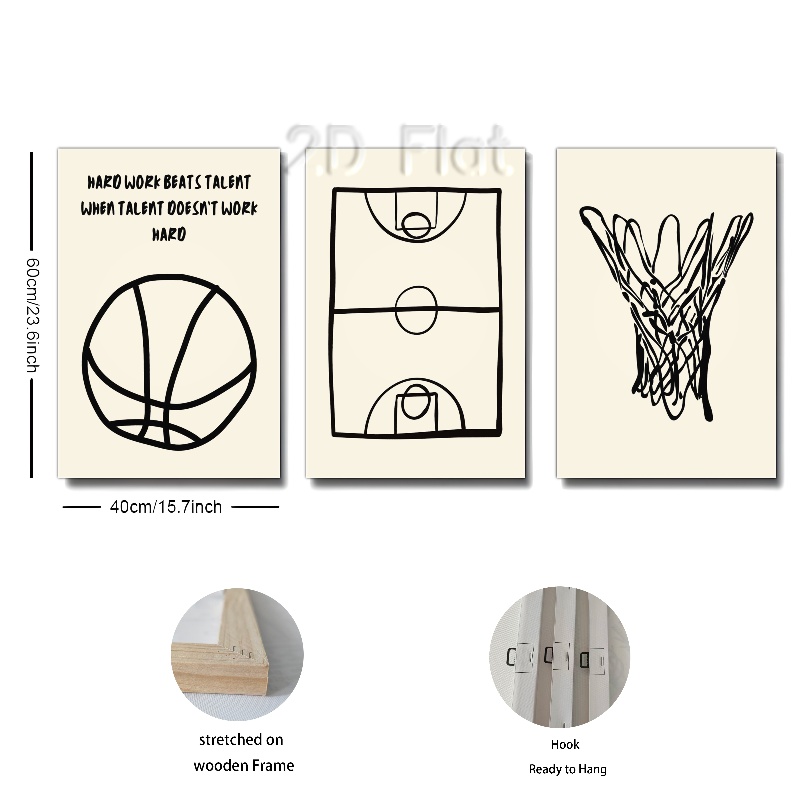 2D Flat
HARD WORK BEATS TALENT
WHEN TALENT DOESN'T WORK
HARD
60cm/23.6inch
40cm/15.7inch
stretched on
wooden Frame
Hook
Ready to Hang